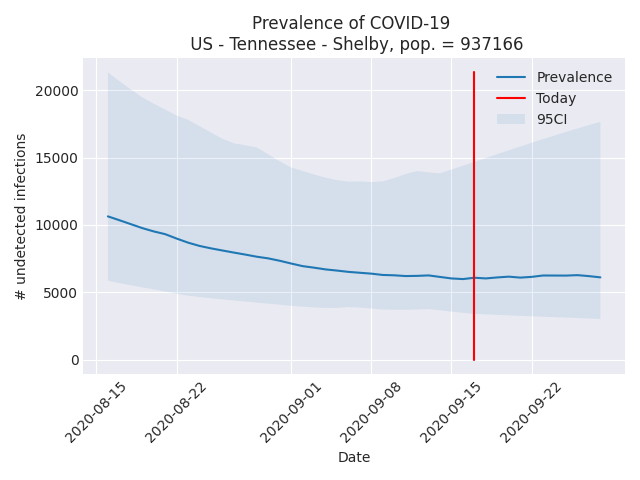 Prevalence of COVID-19
US - Tennessee - Shelby, pop. = 937166
Prevalence
Today
95CI
20000
15000
10000
5000
0
# undetected infections
2020-08-15
2020-08-22
2020-09-01
2020-09-08
2020-09-15
2020-09-22
Date